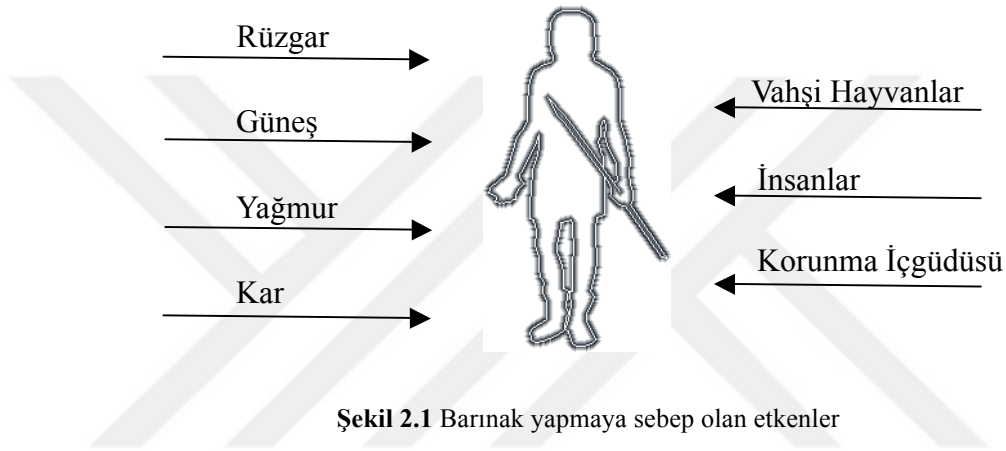 Rüzgar
Güneş
Yağmur
Kar
Vahşi Hayvanlar
İnsanlar
Korunma İçgüdüsü
Şekil 2.1 Barınak yapmaya sebep olan etkenler